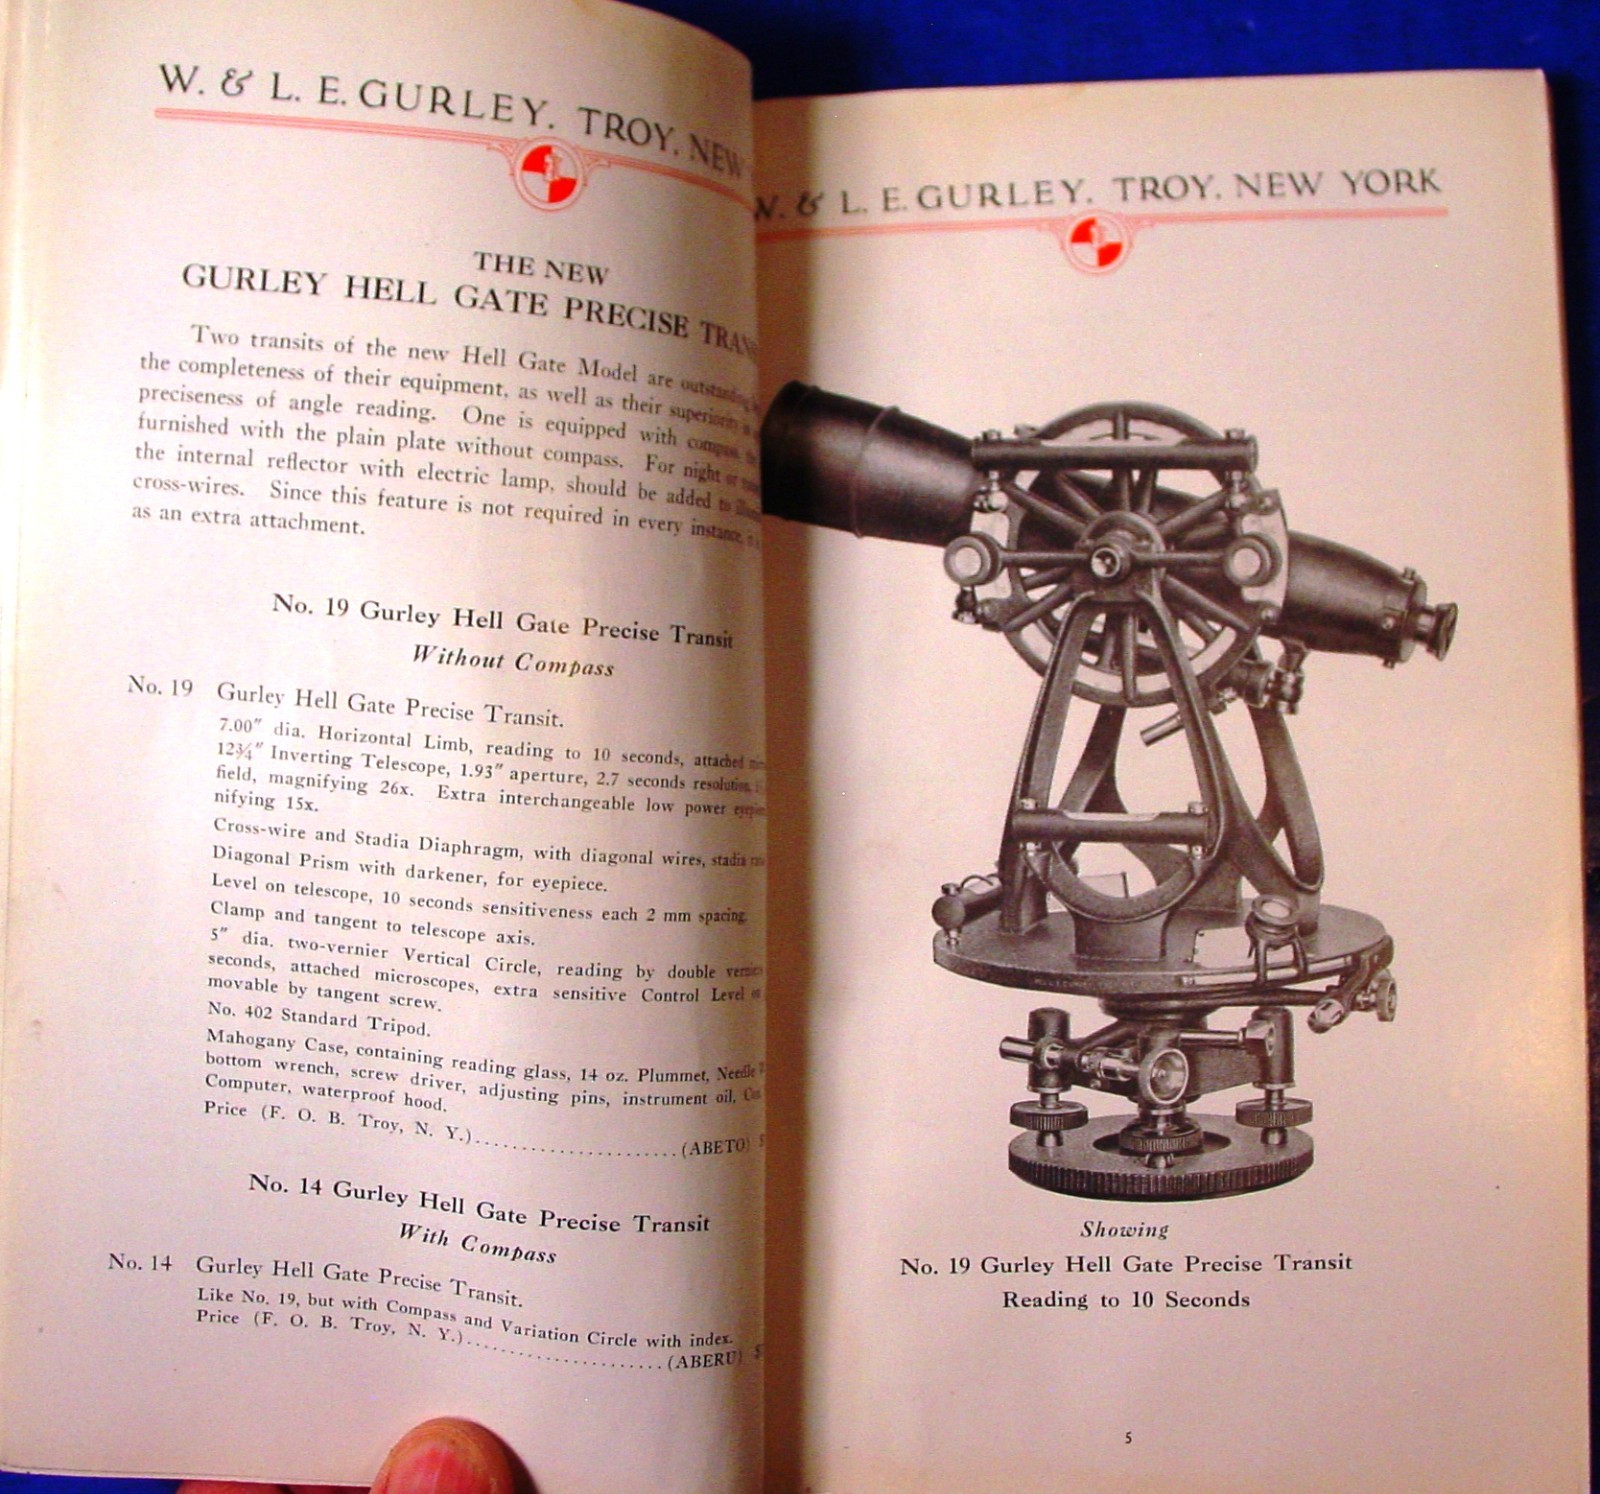 W. & L. E. GURLEY. TROY. NEW
THE NEW
GURLEY HELL GATE PRECISE
Two transits of the new Hell Gate Model are outstanding
the completeness of their equipment, as well as their superiority
preciseness of angle reading. One is equipped with compass,
furnished with the plain plate without compass. For night or
the internal reflector with electric lamp, should be added to
cross-wires. Since this feature is not required in every instance,
as an extra attachment.
No. 19 Gurley Hell Gate Precise Transit
Without Compass
No. 19 Gurley Hell Gate Precise Transit.
7.00" dia. Horizontal Limb, reading to 10 seconds, attached
12¾" Inverting Telescope, 1.93" aperture, 2.7 seconds resolution,
field, magnifying 26x. Extra interchangeable low power
nifying 15x.
Cross-wire and Stadia Diaphragm, with diagonal wires, stadia
Diagonal Prism with darkener, for eyepiece.
Level on telescope, 10 seconds sensitiveness each 2 mm spacing.
Clamp and tangent to telescope axis.
5" dia. two-vernier Vertical Circle, reading by double
seconds, attached microscopes, extra sensitive Control Level
movable by tangent screw.
No. 402 Standard Tripod.
Mahogany Case, containing reading glass, 14 oz. Plummet, Needle
bottom wrench, screw driver, adjusting pins, instrument oil,
Computer, waterproof hood.
Price (F. O. B. Troy, N. Y.)........................(ABETO)
No. 14 Gurley Hell Gate Precise Transit
With Compass
No. 14 Gurley Hell Gate Precise Transit.
Like No. 19, but with Compass and Variation Circle with index.
Price (F. O. B. Troy, N. Y.)........................(ABERU)
W. & L. E. GURLEY. TROY. NEW YORK
Showing
No. 19 Gurley Hell Gate Precise Transit
Reading to 10 Seconds
5